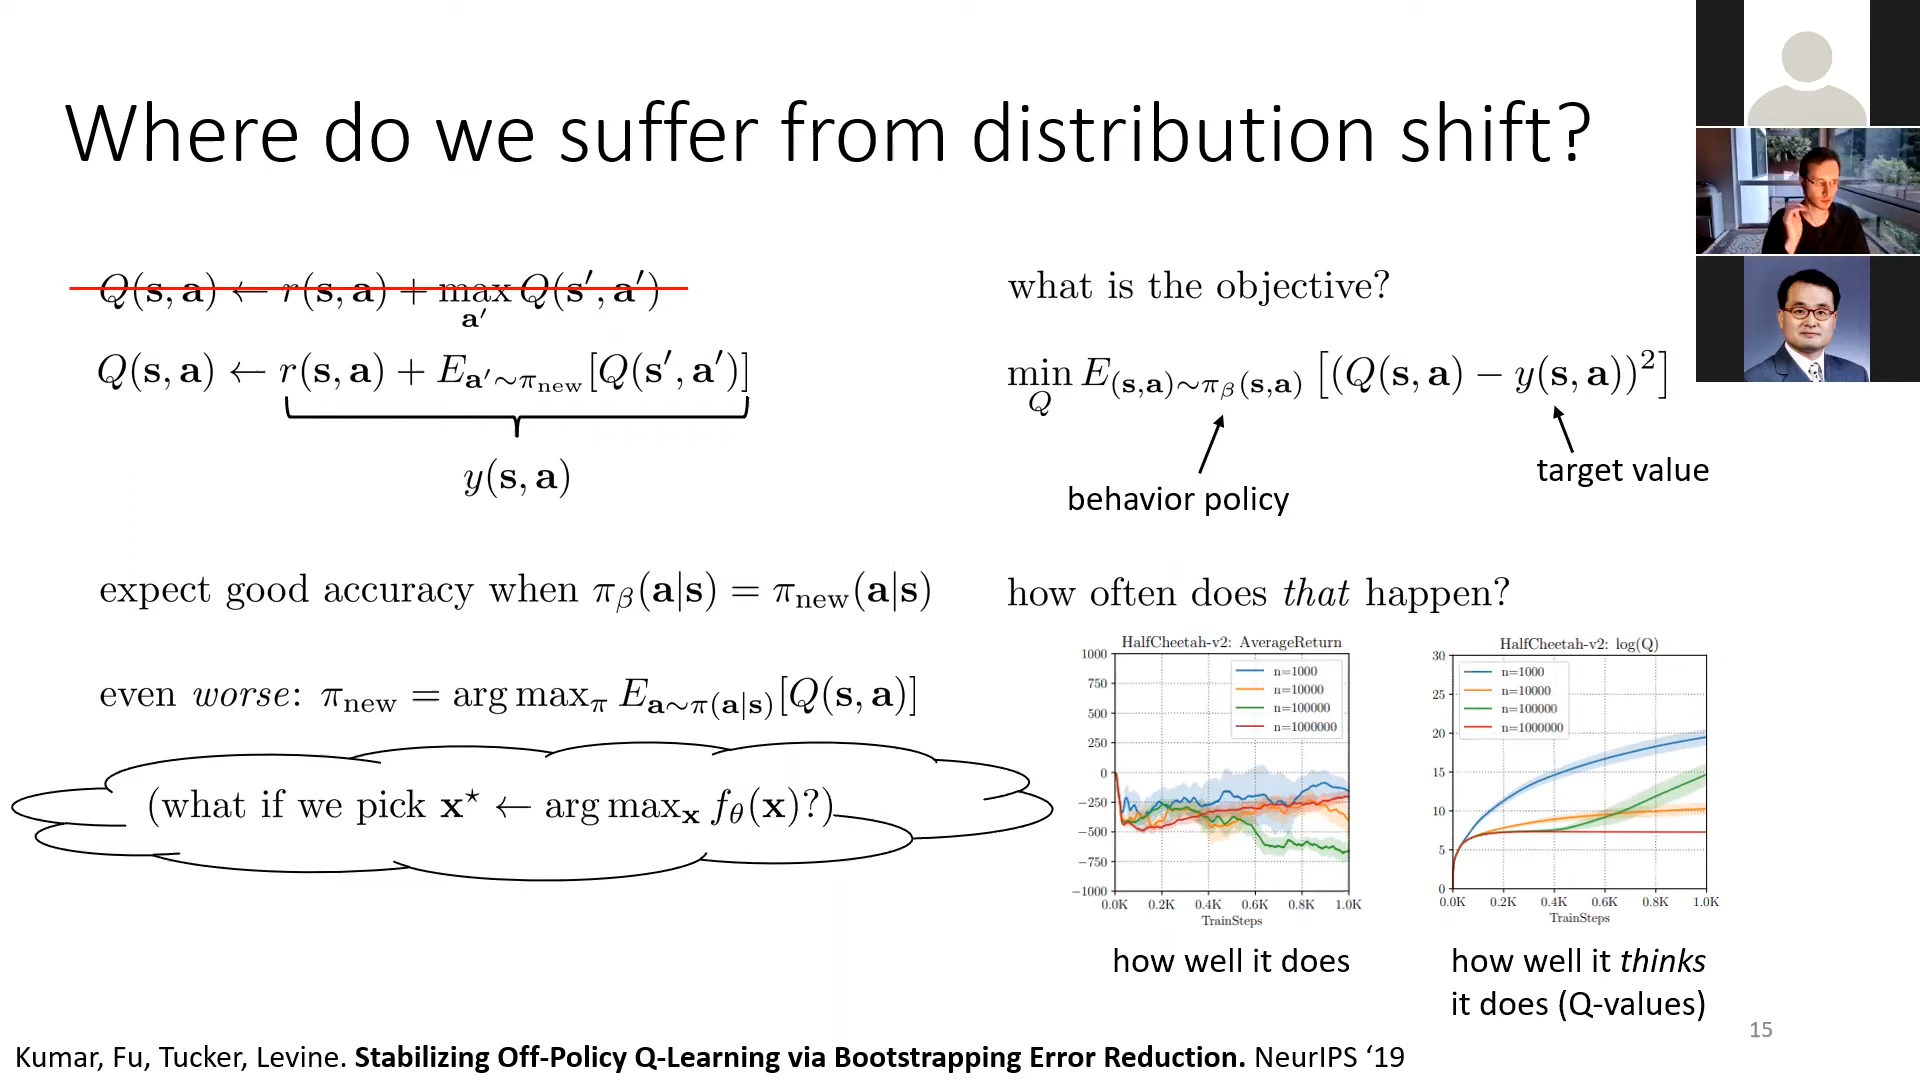 Where do we suffer from distribution shift?
Q(s, a) ← r(s, a) + max Q(s′, a′)
a′
Q(s, a) ← r(s, a) + E_{a′∼π_new}[Q(s′, a′)]
y(s, a)
what is the objective?
min_Q E_{(s,a)∼π_β(s,a)} [(Q(s, a) − y(s, a))²]
behavior policy
target value
expect good accuracy when π_β(a|s) = π_new(a|s)
how often does that happen?
even worse: π_new = arg max_π E_{a∼π(a|s)}[Q(s, a)]
(what if we pick x⋆ ← arg max_x f_θ(x)?)
HalfCheetah-v2: AverageReturn
1000
750
500
250
0
−250
−500
−750
−1000
n=1000
n=10000
n=100000
n=1000000
0.0K 0.2K 0.4K 0.6K 0.8K 1.0K
TrainSteps
how well it does
HalfCheetah-v2: log(Q)
30
25
20
15
10
5
0
n=1000
n=10000
n=100000
n=1000000
0.0K 0.2K 0.4K 0.6K 0.8K 1.0K
TrainSteps
how well it thinks
it does (Q-values)
15
Kumar, Fu, Tucker, Levine. Stabilizing Off-Policy Q-Learning via Bootstrapping Error Reduction. NeurIPS ‘19